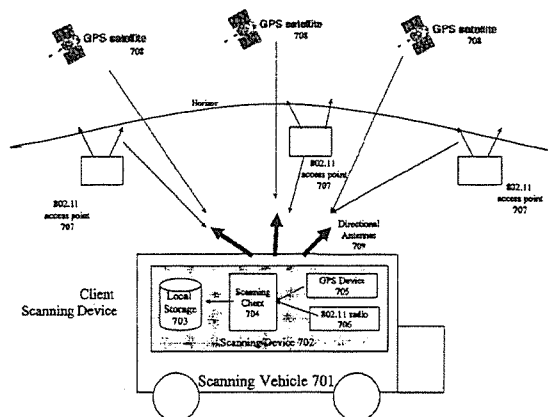 GPS satellite
708
GPS satellite
708
GPS satellite
708
Horizon
802.11
access point
707
802.11
access point
707
802.11
access point
707
Directional
Antennas
709
Client
Scanning Device
Local
Storage
703
Scanning
Client
704
GPS Device
705
802.11 radio
706
Scanning Device 702
Scanning Vehicle 701